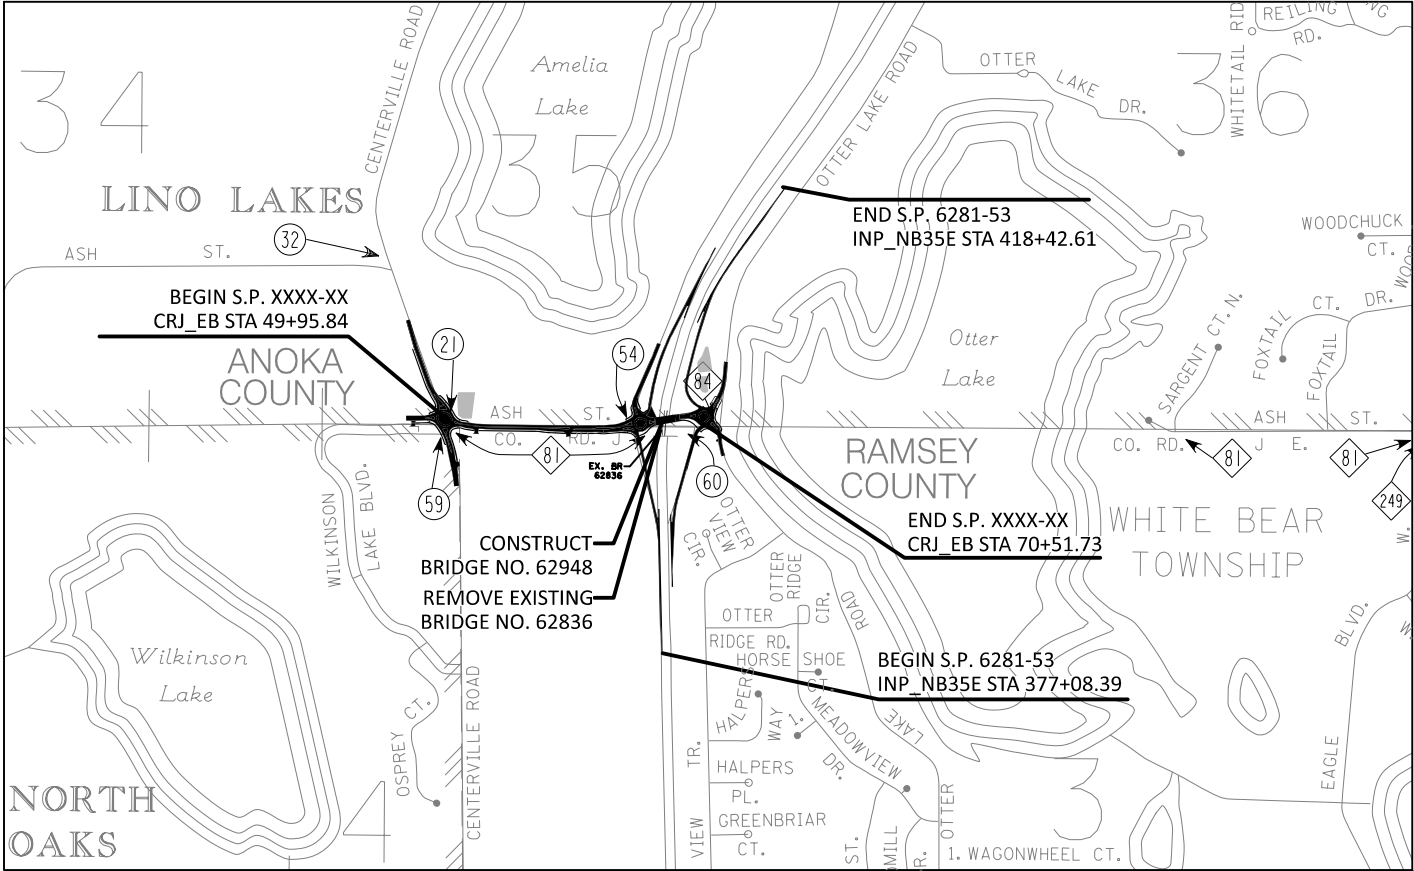 REILING
RD.
WHITETAIL RID
34
36
Amelia
Lake
35
CENTERVILLE ROAD
OTTER LAKE ROAD
OTTER
LAKE
DR.
LINO LAKES
ASH ST.
32
END S.P. 6281-53
INP_NB35E STA 418+42.61
WOODCHUCK
CT.
BEGIN S.P. XXXX-XX
CRJ_EB STA 49+95.84
ANOKA
COUNTY
21
54
84
Otter
Lake
SARGENT CT. N.
FOXTAIL
CT.
DR.
FOXTAIL
ASH ST.
CO. RD. J
81
EX. BR
62836
59
60
ASH ST.
CO. RD. J E.
81
81
249
RAMSEY
COUNTY
WILKINSON
LAKE BLVD.
CONSTRUCT
BRIDGE NO. 62948
REMOVE EXISTING
BRIDGE NO. 62836
END S.P. XXXX-XX
CRJ_EB STA 70+51.73
WHITE BEAR
TOWNSHIP
OTTER
VIEW
CIR.
OTTER
RIDGE
CIR.
OTTER
RIDGE RD.
ROAD
LAKE
HORSE SHOE
CT.
BEGIN S.P. 6281-53
INP_NB35E STA 377+08.39
BLVD.
EAGLE
Wilkinson
Lake
HALPERS
WAY
1.
MEADOWVIEW
DR.
OSPREY CT.
CENTERVILLE ROAD
VIEW TR.
HALPERS
PL.
GREENBRIAR
CT.
NORTH
OAKS
4
3
ST.
OTTER
1. WAGONWHEEL CT.